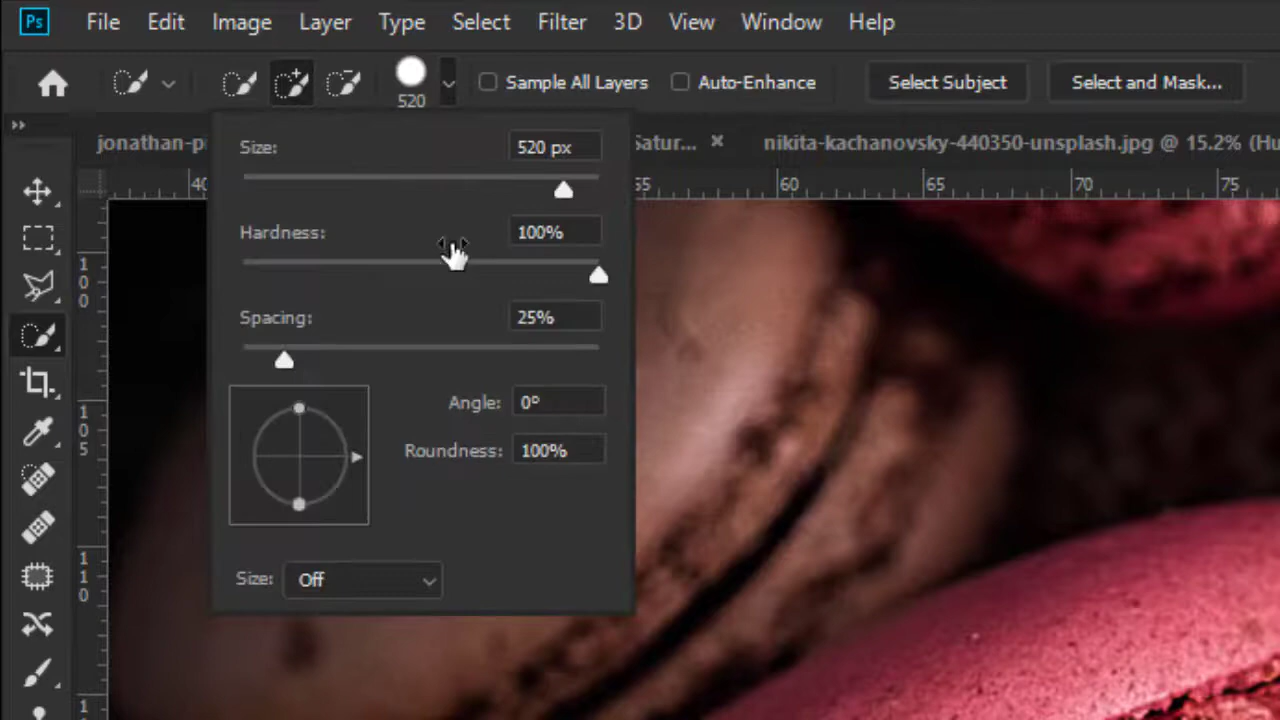 Ps File Edit Image Layer Type Select Filter 3D View Window Help
520 Sample All Layers Auto-Enhance Select Subject Select and Mask...
jonathan-p Satur... × nikita-kachanovsky-440350-unsplash.jpg @ 15.2% (Hu
40 55 60 65 70 75
Size: 520 px
Hardness: 100%
Spacing: 25%
Angle: 0º
Roundness: 100%
Size: Off
100
105
110